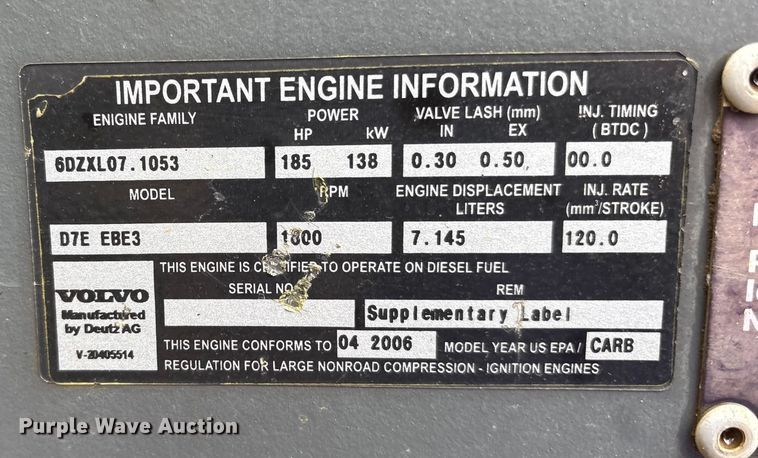 IMPORTANT ENGINE INFORMATION
ENIGINE FAMILY POWER VALVE LASH (mm) INJ. TIMING
HP kW IN EX (BTDC)
6DZXL07.1053 185 138 0.30 0.50 00.0
MODEL RPM ENGINE DISPLACEMENT INJ. RATE
LITERS (mm³/STROKE)
D7E EBE3 1800 7.145 120.0
THIS ENGINE IS CERTIFIED TO OPERATE ON DIESEL FUEL
SERIAL NO. REM
VOLVO
Manufactured
by Deutz AG
V-20405514
Supplementary Label
THIS ENGINE CONFORMS TO 04 2006 MODEL YEAR US EPA / CARB
REGULATION FOR LARGE NONROAD COMPRESSION - IGNITION ENGINES
Purple Wave Auction